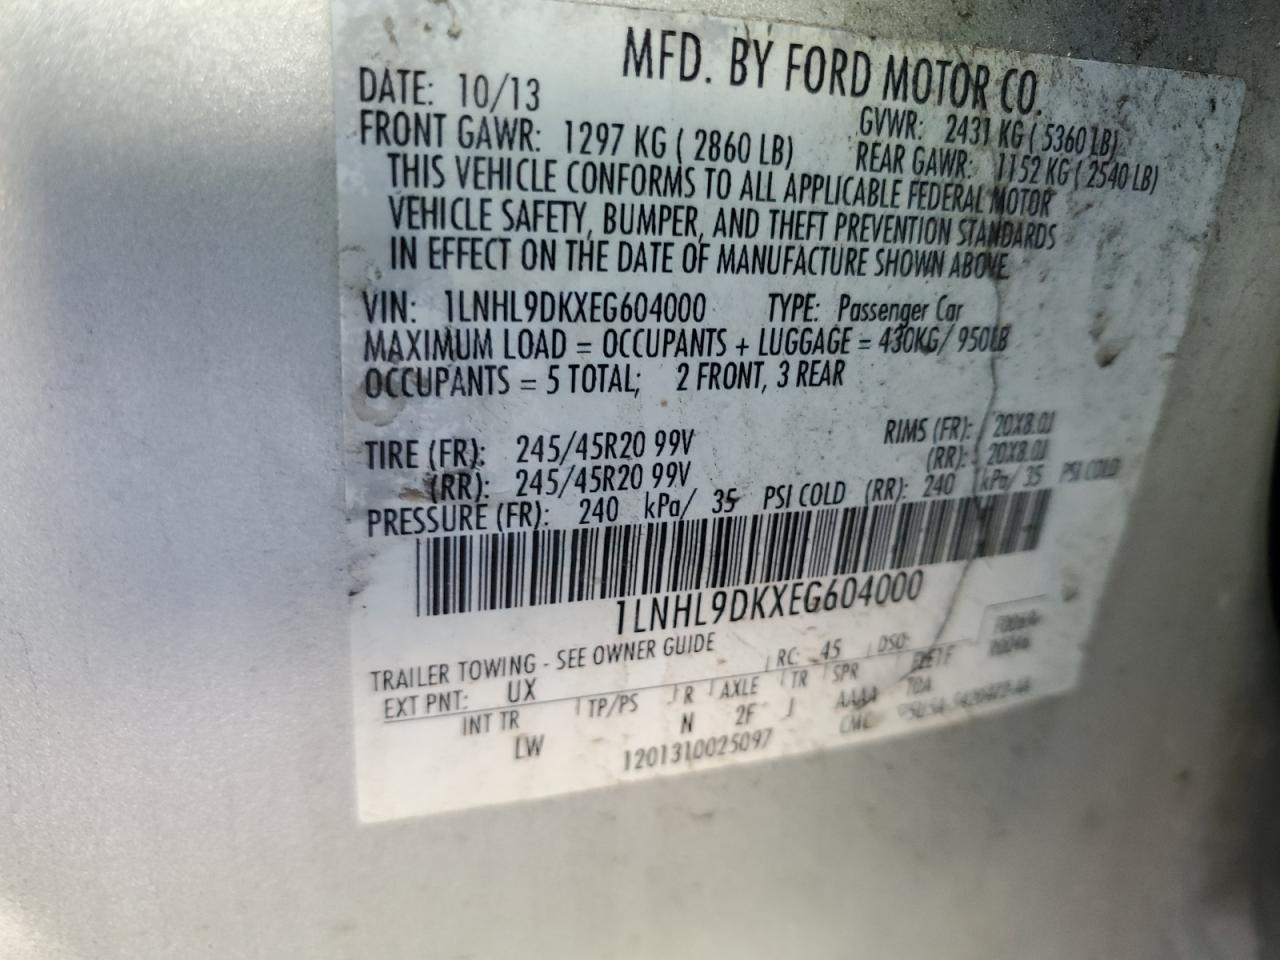 MFD. BY FORD MOTOR CO.
DATE: 10/13 GVWR: 2431 KG ( 5360 LB)
FRONT GAWR: 1297 KG ( 2860 LB) REAR GAWR: 1152 KG ( 2540 LB)
THIS VEHICLE CONFORMS TO ALL APPLICABLE FEDERAL MOTOR
VEHICLE SAFETY, BUMPER, AND THEFT PREVENTION STANDARDS
IN EFFECT ON THE DATE OF MANUFACTURE SHOWN ABOVE
VIN: 1LNHL9DKXEG604000 TYPE: Passenger Car
MAXIMUM LOAD = OCCUPANTS + LUGGAGE = 430KG/ 950LB
OCCUPANTS = 5 TOTAL; 2 FRONT, 3 REAR
TIRE (FR): 245/45R20 99V RIMS (FR): 20X8.0J
(RR): 245/45R20 99V (RR): 20X8.0J
PRESSURE (FR): 240 kPa/ 35 PSI COLD (RR): 240 kPa/ 35 PSI COLD
1LNHL9DKXEG604000
TRAILER TOWING - SEE OWNER GUIDE
EXT PNT: UX RC: 45 DSO:
INT TR TP/PS R AXLE TR SPR
LW N 2F J AAAA
1201310025097 CMC